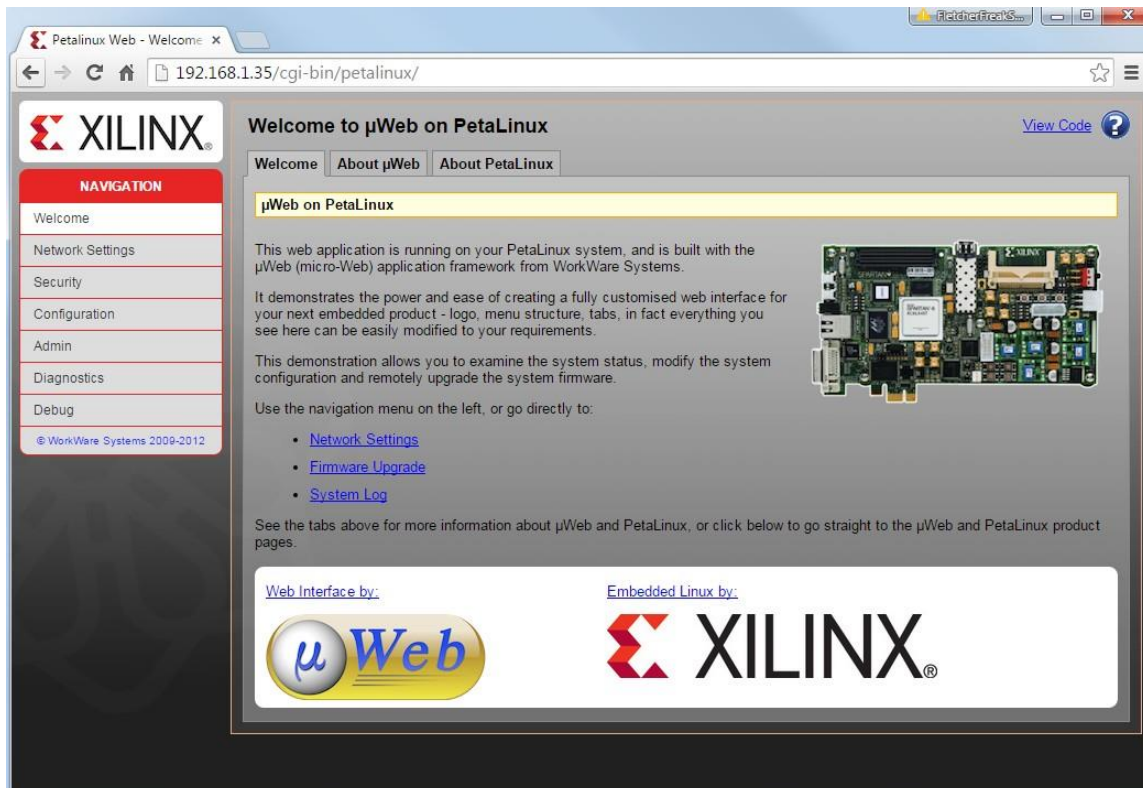 FletcherFreakS...
Petalinux Web - Welcome
192.168.1.35/cgi-bin/petalinux/
XILINX®
NAVIGATION
Welcome
Network Settings
Security
Configuration
Admin
Diagnostics
Debug
© WorkWare Systems 2009-2012
Welcome to µWeb on PetaLinux
View Code
Welcome About µWeb About PetaLinux
µWeb on PetaLinux
This web application is running on your PetaLinux system, and is built with the
µWeb (micro-Web) application framework from WorkWare Systems.
It demonstrates the power and ease of creating a fully customised web interface for
your next embedded product - logo, menu structure, tabs, in fact everything you
see here can be easily modified to your requirements.
This demonstration allows you to examine the system status, modify the system
configuration and remotely upgrade the system firmware.
Use the navigation menu on the left, or go directly to:
• Network Settings
• Firmware Upgrade
• System Log
See the tabs above for more information about µWeb and PetaLinux, or click below to go straight to the µWeb and PetaLinux product
pages.
XILINX
SPARTAN
Web Interface by:
µWeb
Embedded Linux by:
XILINX®